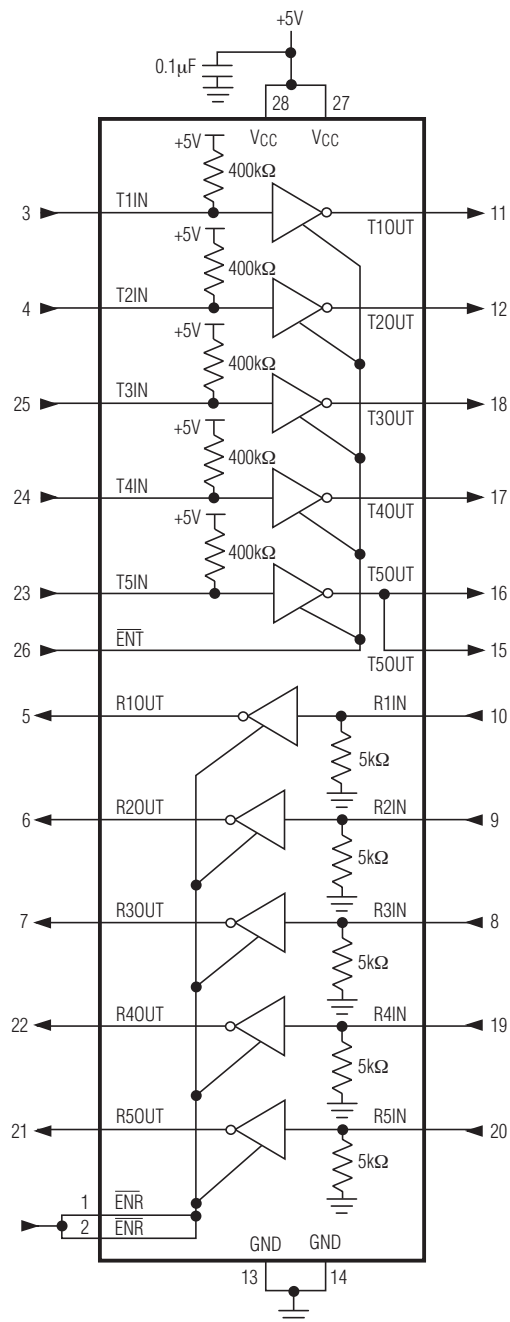 +5V
0.1µF
28 27
VCC VCC
+5V
400kΩ
3 T1IN T1OUT 11
+5V
400kΩ
4 T2IN T2OUT 12
+5V
400kΩ
25 T3IN T3OUT 18
+5V
400kΩ
24 T4IN T4OUT 17
+5V
400kΩ
23 T5IN T5OUT 16
26 E̅N̅T̅ T5OUT 15
5 R1OUT R1IN 10
5kΩ
6 R2OUT R2IN 9
5kΩ
7 R3OUT R3IN 8
5kΩ
22 R4OUT R4IN 19
5kΩ
21 R5OUT R5IN 20
5kΩ
1 E̅N̅R̅
2 E̅N̅R̅
GND GND
13 14